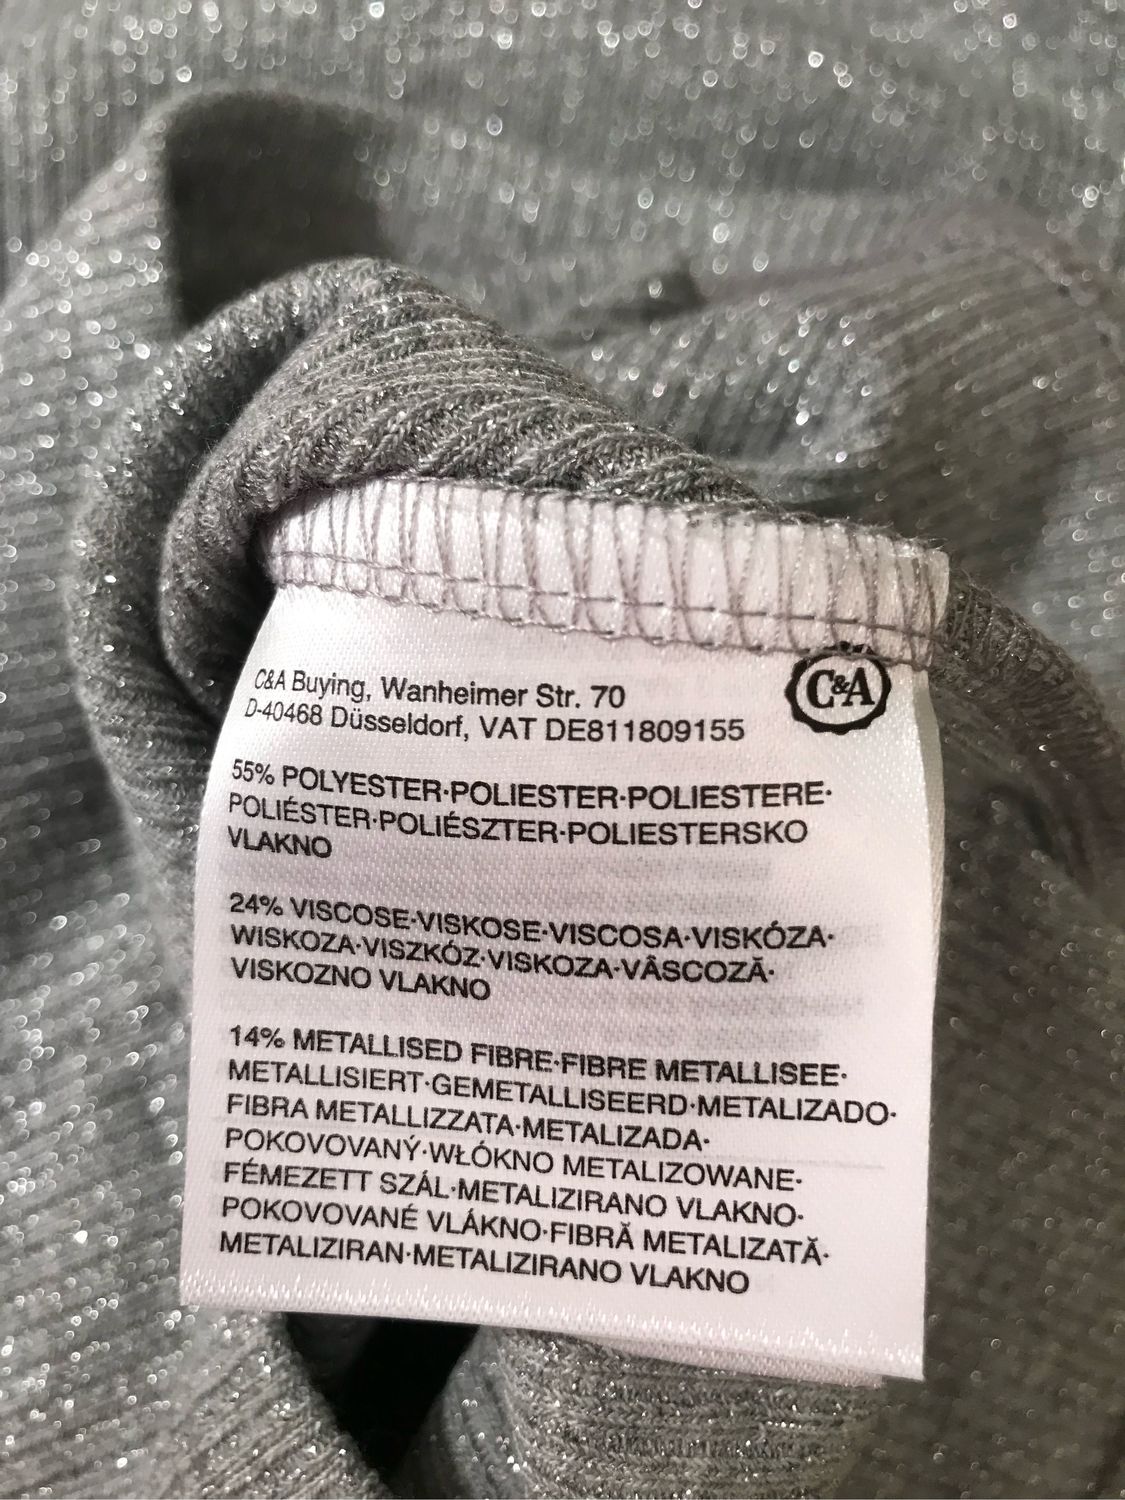 C&A Buying, Wanheimer Str. 70
D-40468 Düsseldorf, VAT DE811809155
C&A
55% POLYESTER·POLIESTER·POLIESTERE·
POLIÉSTER·POLIÉSZTER·POLIESTERSKO
VLAKNO
24% VISCOSE·VISKOSE·VISCOSA·VISKÓZA·
WISKOZA·VISZKÓZ·VISKOZA·VÂSCOZĂ·
VISKOZNO VLAKNO
14% METALLISED FIBRE·FIBRE METALLISEE·
METALLISIERT·GEMETALLISEERD·METALIZADO·
FIBRA METALLIZZATA·METALIZADA·
POKOVOVANÝ·WŁÓKNO METALIZOWANE·
FÉMEZETT SZÁL·METALIZIRANO VLAKNO·
POKOVOVANÉ VLÁKNO·FIBRĂ METALIZATĂ·
METALIZIRAN·METALIZIRANO VLAKNO